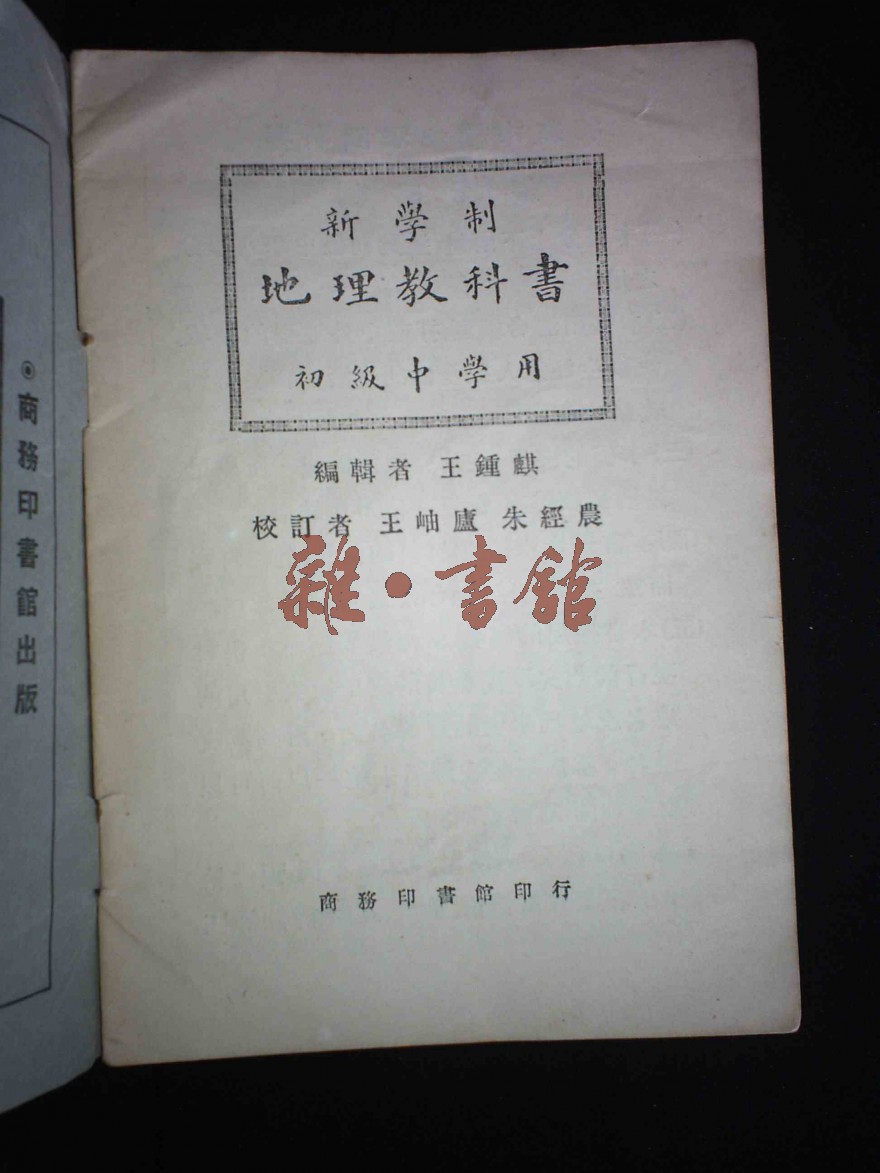 新學制
地理教科書
初級中學用
編輯者 王鍾麒
校訂者 王岫廬 朱經農
雜·書館
商務印書館印行
◉商務印書館出版